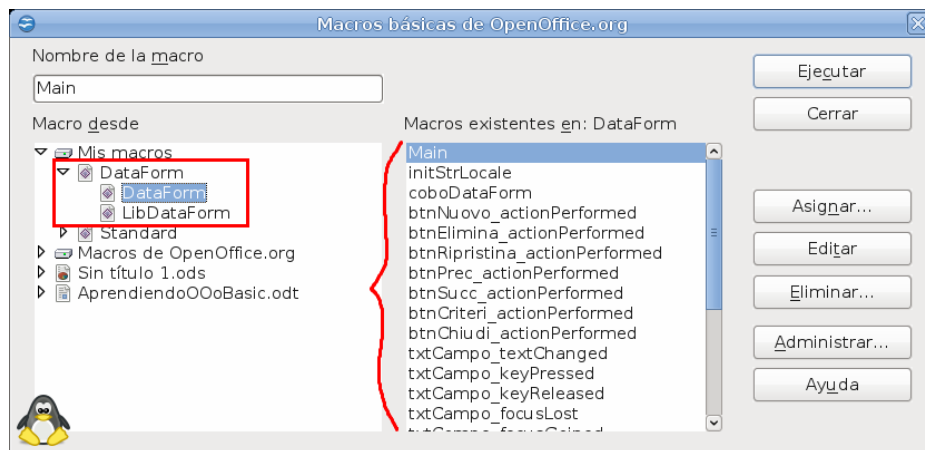 Macros básicas de OpenOffice.org
Nombre de la macro
Main
Macro desde
Mis macros
DataForm
DataForm
LibDataForm
Standard
Macros de OpenOffice.org
Sin título 1.ods
AprendiendoOOoBasic.odt
Macros existentes en: DataForm
Main
initStrLocale
coboDataForm
btnNuovo_actionPerformed
btnElimina_actionPerformed
btnRipristina_actionPerformed
btnPrec_actionPerformed
btnSucc_actionPerformed
btnCriteri_actionPerformed
btnChiudi_actionPerformed
txtCampo_textChanged
txtCampo_keyPressed
txtCampo_keyReleased
txtCampo_focusLost
Ejecutar
Cerrar
Asignar...
Editar
Eliminar...
Administrar...
Ayuda